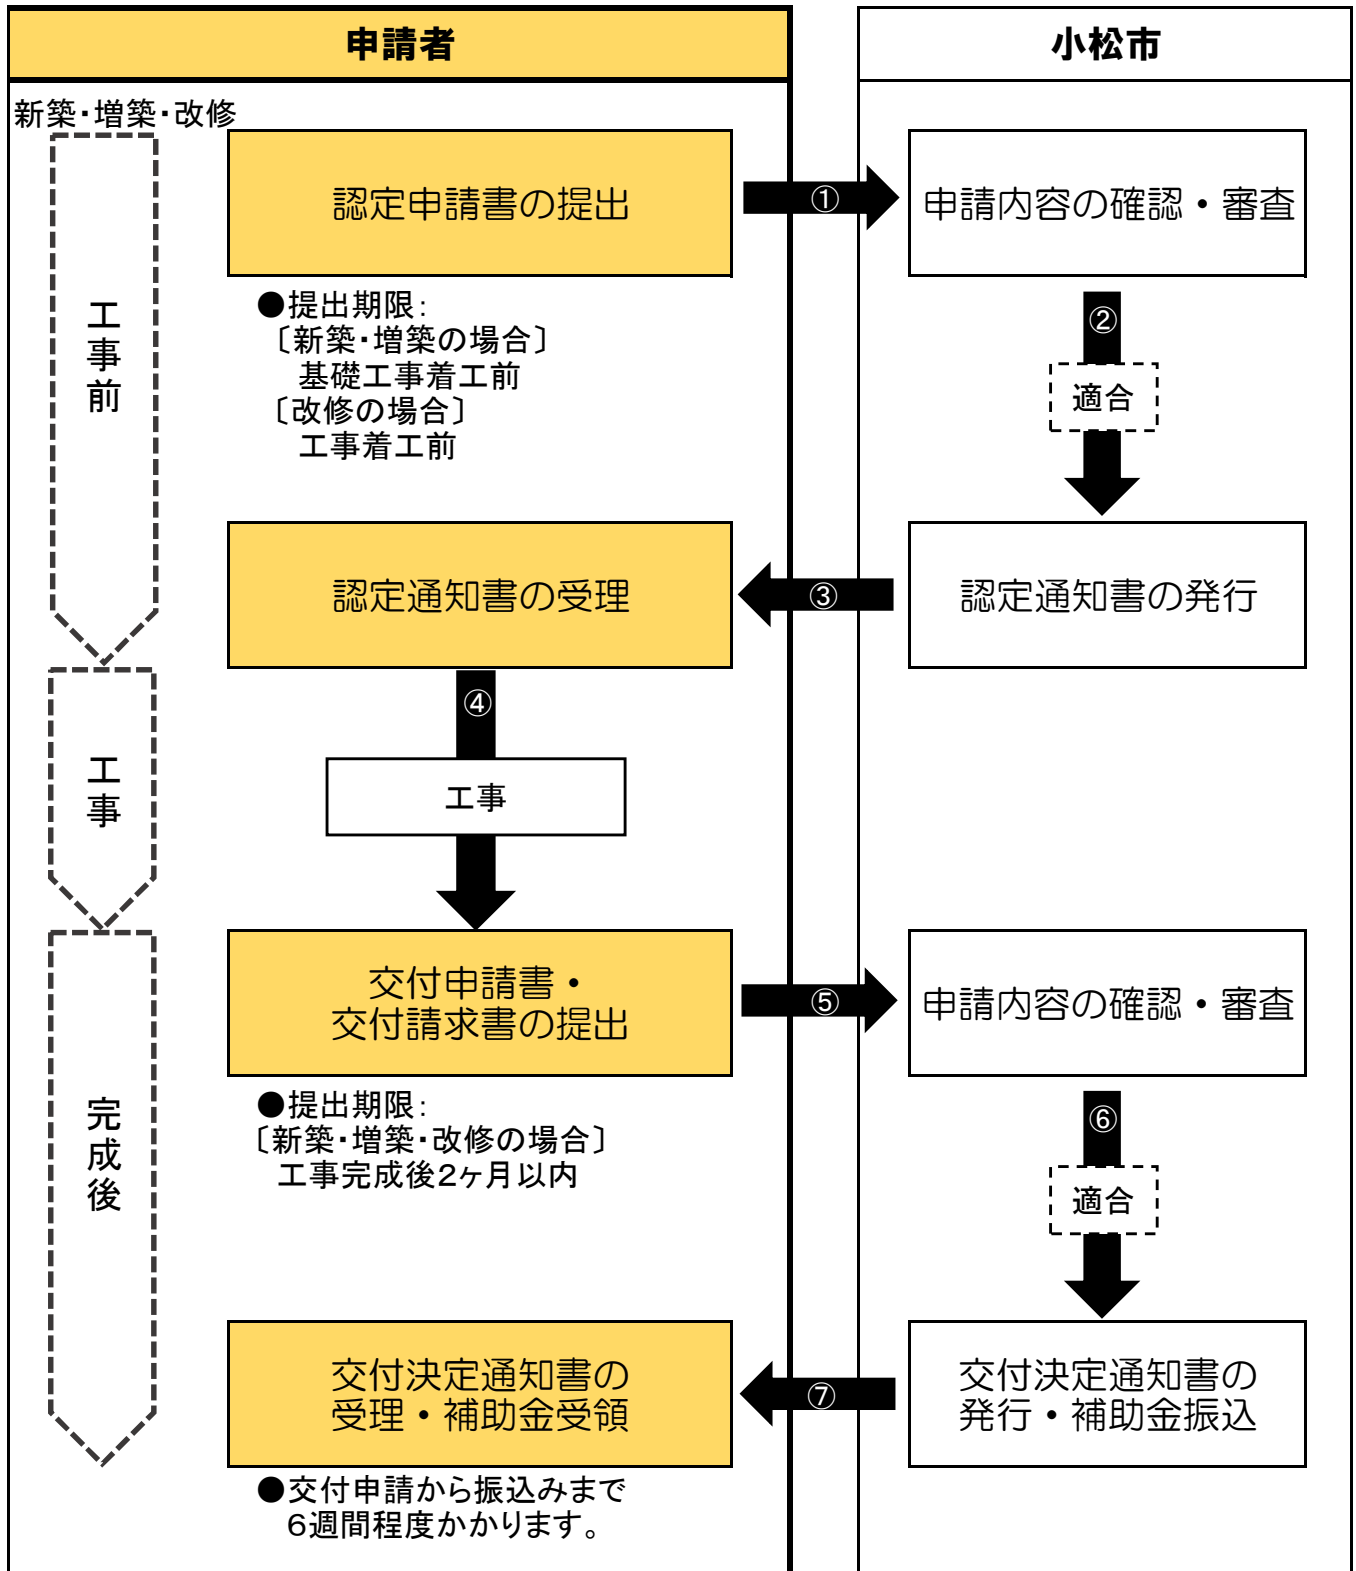 申請者
小松市
新築・増築・改修
認定申請書の提出
①
申請内容の確認・審査
●提出期限：
〔新築・増築の場合〕
基礎工事着工前
〔改修の場合〕
工事着工前
工事前
②
適合
認定通知書の受理
③
認定通知書の発行
④
工事
工事
交付申請書・
交付請求書の提出
⑤
申請内容の確認・審査
●提出期限：
〔新築・増築・改修の場合〕
工事完成後２ヶ月以内
完成後
⑥
適合
交付決定通知書の
受理・補助金受領
⑦
交付決定通知書の
発行・補助金振込
●交付申請から振込みまで
６週間程度かかります。